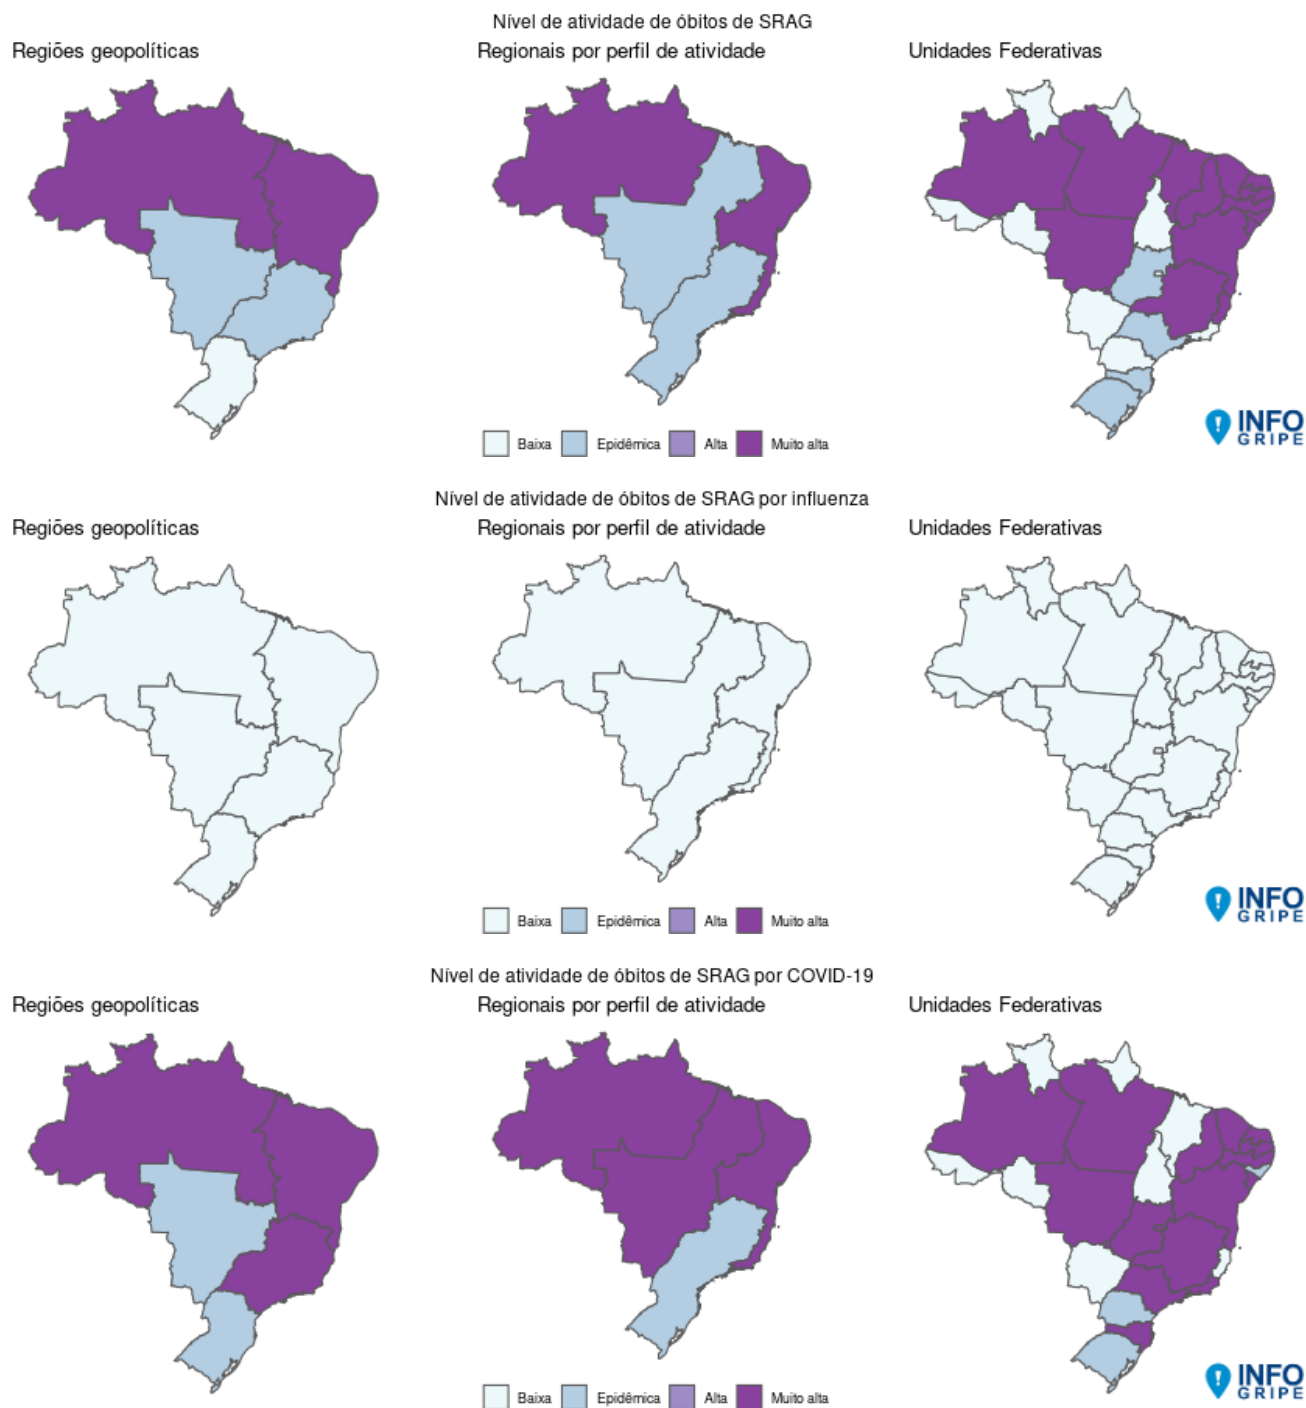 Nível de atividade de óbitos de SRAG
Regiões geopolíticas
Regionais por perfil de atividade
Unidades Federativas
Baixa
Epidêmica
Alta
Muito alta
INFO
GRIPE
Nível de atividade de óbitos de SRAG por influenza
Regiões geopolíticas
Regionais por perfil de atividade
Unidades Federativas
Baixa
Epidêmica
Alta
Muito alta
INFO
GRIPE
Nível de atividade de óbitos de SRAG por COVID-19
Regiões geopolíticas
Regionais por perfil de atividade
Unidades Federativas
Baixa
Epidêmica
Alta
Muito alta
INFO
GRIPE